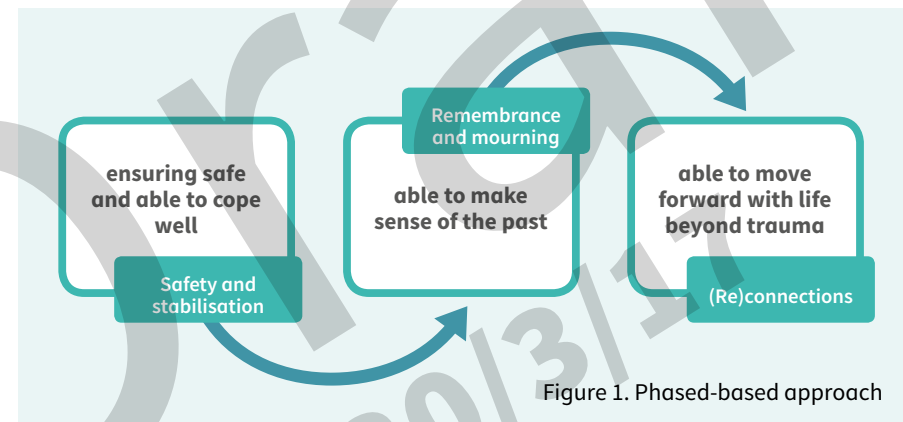 ensuring safe
and able to cope
well
Safety and
stabilisation
Remembrance
and mourning
able to make
sense of the past
able to move
forward with life
beyond trauma
(Re)connections
Figure 1. Phased-based approach